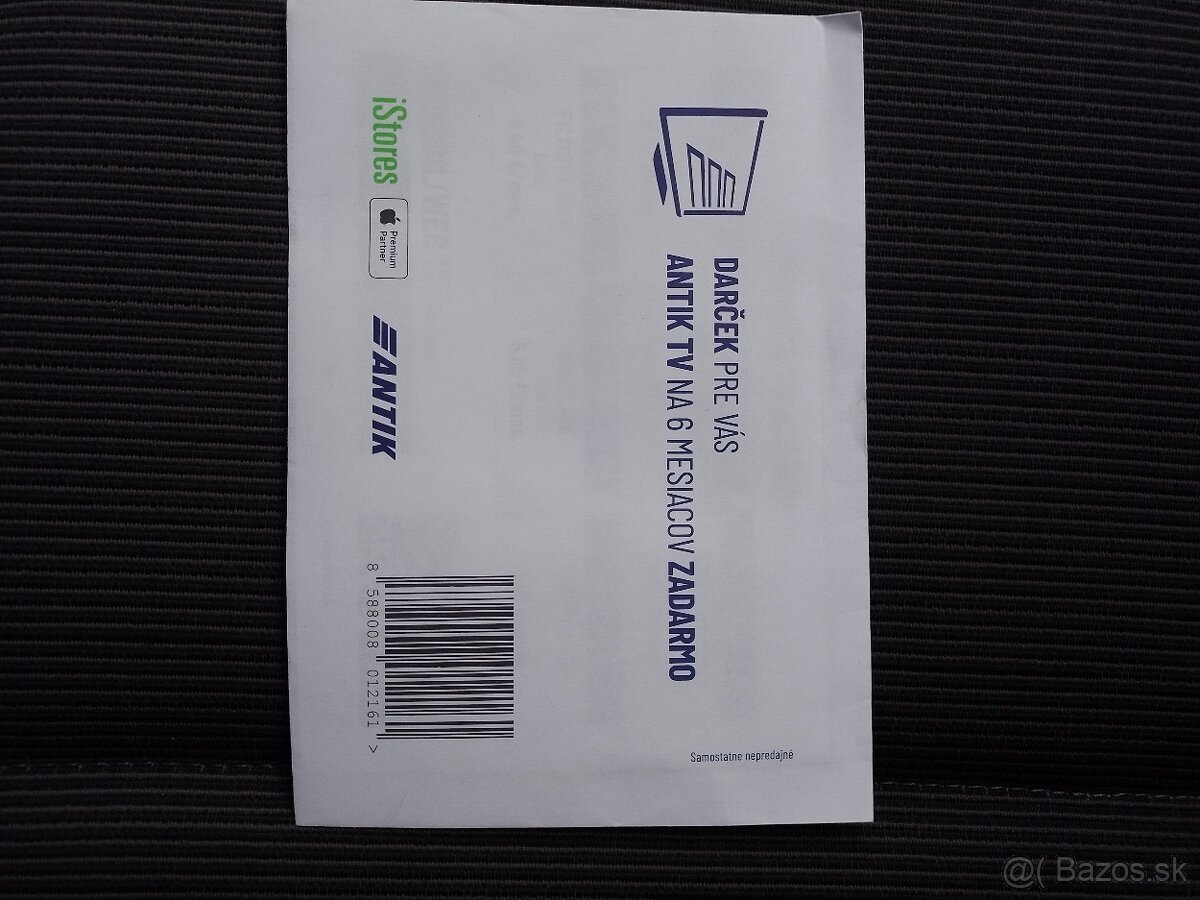 DARČEK PRE VÁS
ANTIK TV NA 6 MESIACOV ZADARMO
Samostatne nepredajné
iStores
Premium
Partner
ANTIK
8 588008 012161 >
@( Bazos.sk